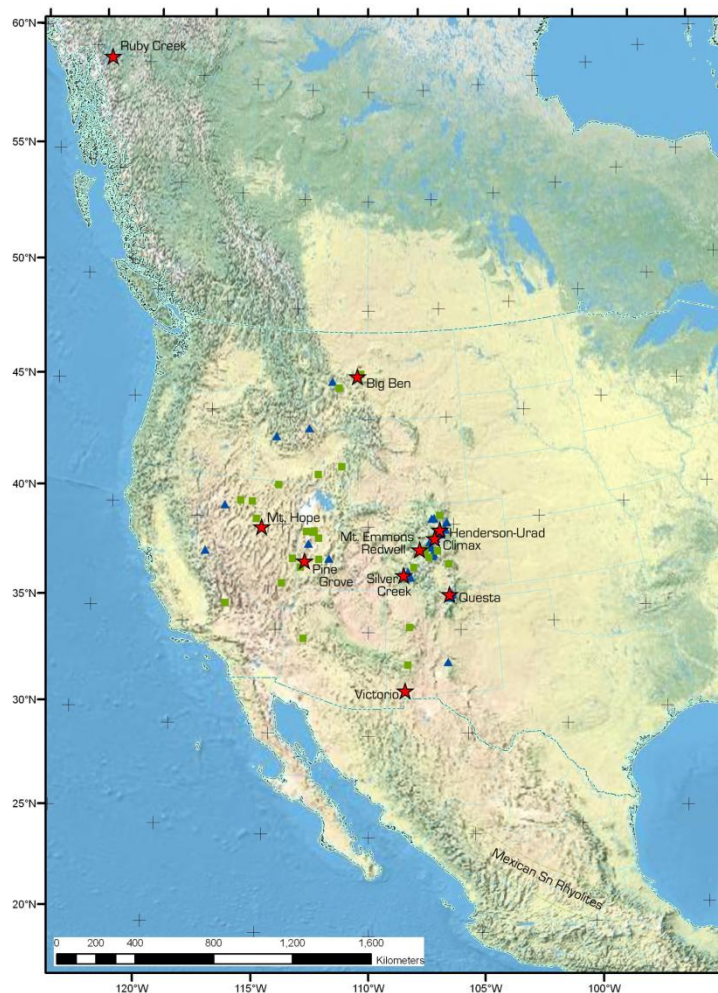 60°N
Ruby Creek
55°N
50°N
45°N
Big Ben
40°N
Mt. Hope
Mt. Emmons
Redwell
Henderson-Urad
Climax
Pine
Grove
Silver
Creek
Questa
35°N
Victorio
30°N
25°N
Mexican Sn Rhyolites
20°N
0 200 400 800 1,200 1,600
Kilometers
120°W 115°W 110°W 105°W 100°W